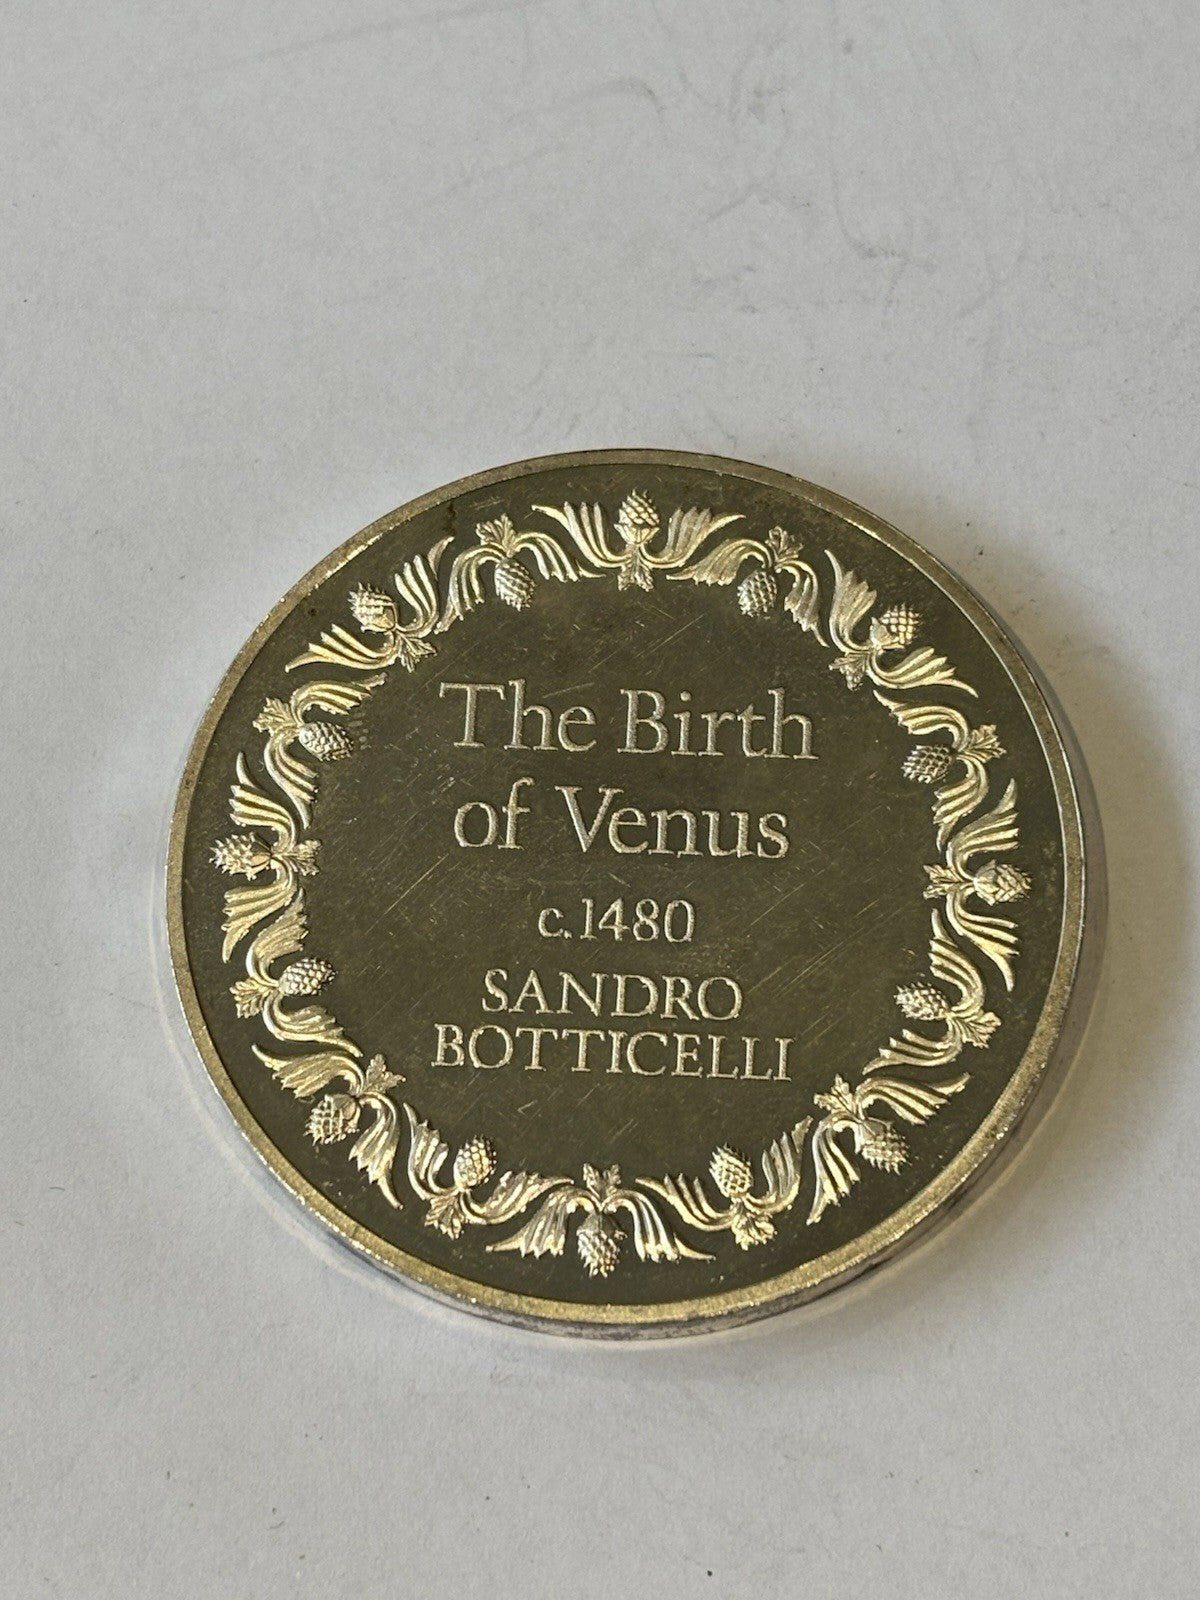 The Birth
of Venus
c.1480
SANDRO
BOTTICELLI